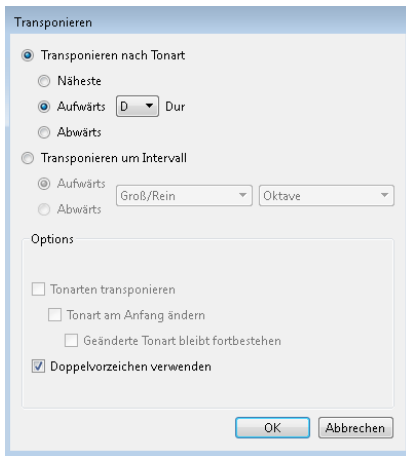 Transponieren
Transponieren nach Tonart
Näheste
Aufwärts D Dur
Abwärts
Transponieren um Intervall
Aufwärts
Groß/Rein Oktave
Abwärts
Options
Tonarten transponieren
Tonart am Anfang ändern
Geänderte Tonart bleibt fortbestehen
Doppelvorzeichen verwenden
OK Abbrechen